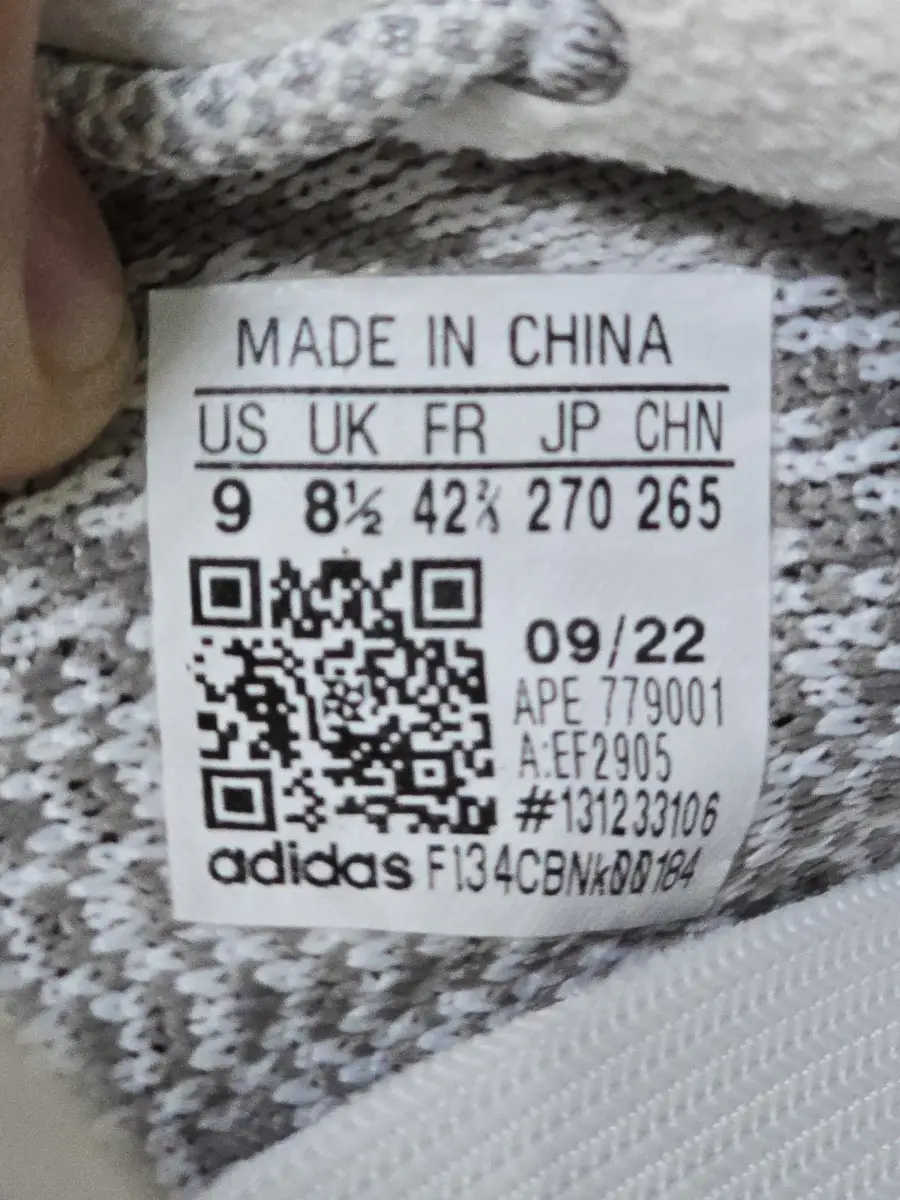 MADE IN CHINA
US UK FR JP CHN
9 8½ 42⅔ 270 265
09/22
APE 779001
A:EF2905
#131233106
adidas F134CBNk00184